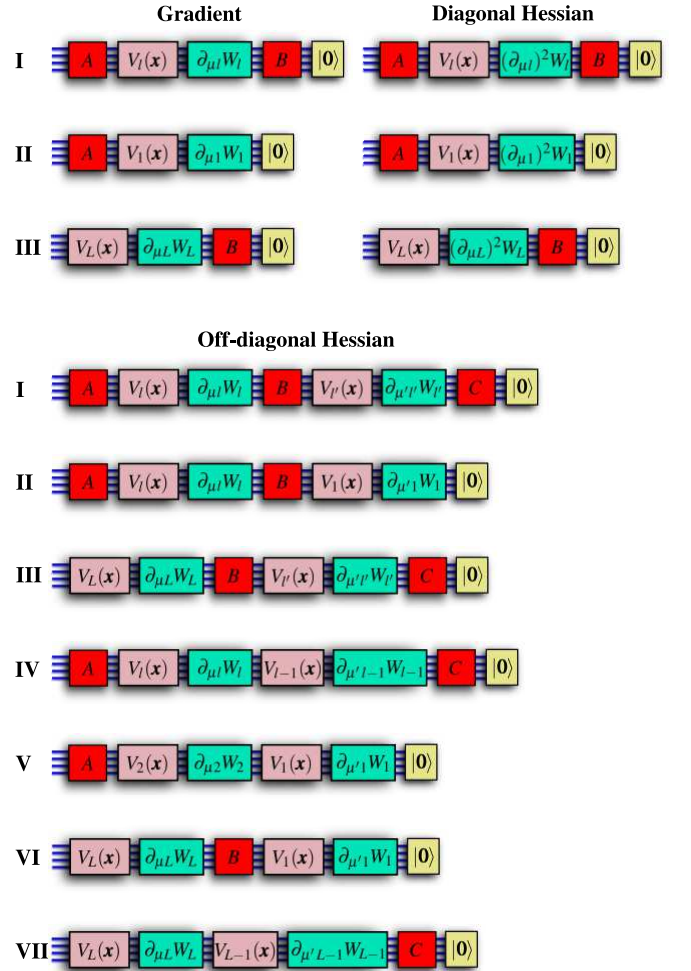 Gradient Diagonal Hessian
I A V_l(x) ∂_{μl}W_l B |0⟩ A V_l(x) (∂_{μl})²W_l B |0⟩
II A V_1(x) ∂_{μ1}W_1 |0⟩ A V_1(x) (∂_{μ1})²W_1 |0⟩
III V_L(x) ∂_{μL}W_L B |0⟩ V_L(x) (∂_{μL})²W_L B |0⟩
Off-diagonal Hessian
I A V_l(x) ∂_{μl}W_l B V_{l'}(x) ∂_{μ'l'}W_{l'} C |0⟩
II A V_l(x) ∂_{μl}W_l B V_1(x) ∂_{μ'1}W_1 |0⟩
III V_L(x) ∂_{μL}W_L B V_{l'}(x) ∂_{μ'l'}W_{l'} C |0⟩
IV A V_l(x) ∂_{μl}W_l V_{l−1}(x) ∂_{μ'l−1}W_{l−1} C |0⟩
V A V_2(x) ∂_{μ2}W_2 V_1(x) ∂_{μ'1}W_1 |0⟩
VI V_L(x) ∂_{μL}W_L B V_1(x) ∂_{μ'1}W_1 |0⟩
VII V_L(x) ∂_{μL}W_L V_{L−1}(x) ∂_{μ'L−1}W_{L−1} C |0⟩